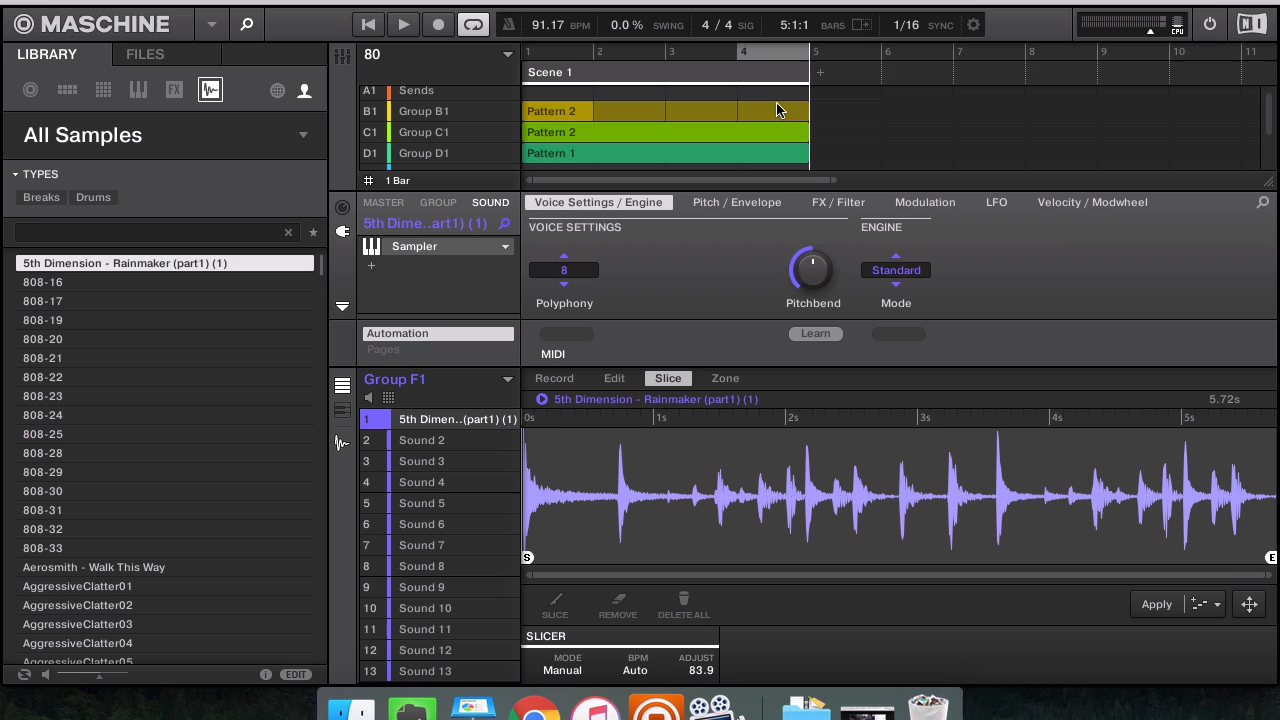 MASCHINE
91.17 BPM 0.0 % SWING 4 / 4 SIG 5:1:1 BARS 1/16 SYNC
CPU
LIBRARY FILES
FX
All Samples
TYPES
Breaks Drums
5th Dimension - Rainmaker (part1) (1)
808-16
808-17
808-19
808-20
808-21
808-22
808-23
808-24
808-25
808-28
808-29
808-30
808-31
808-32
808-33
Aerosmith - Walk This Way
AggressiveClatter01
AggressiveClatter02
AggressiveClatter03
AggressiveClatter04
AggressiveClatter05
EDIT
80
1 2 3 4 5 6 7 8 9 10 11
Scene 1
A1 Sends
B1 Group B1 Pattern 2
C1 Group C1 Pattern 2
D1 Group D1 Pattern 1
1 Bar
MASTER GROUP SOUND
5th Dime..art1) (1)
Sampler
Automation
Pages
Voice Settings / Engine Pitch / Envelope FX / Filter Modulation LFO Velocity / Modwheel
VOICE SETTINGS ENGINE
8 Standard
Polyphony Pitchbend Mode
Learn
MIDI
Group F1
Record Edit Slice Zone
5th Dimension - Rainmaker (part1) (1) 5.72s
0s 1s 2s 3s 4s 5s
1 5th Dimen..(part1) (1)
2 Sound 2
3 Sound 3
4 Sound 4
5 Sound 5
6 Sound 6
7 Sound 7
8 Sound 8
9 Sound 9
10 Sound 10
11 Sound 11
12 Sound 12
13 Sound 13
S E
SLICE REMOVE DELETE ALL
Apply
SLICER
MODE BPM ADJUST
Manual Auto 83.9